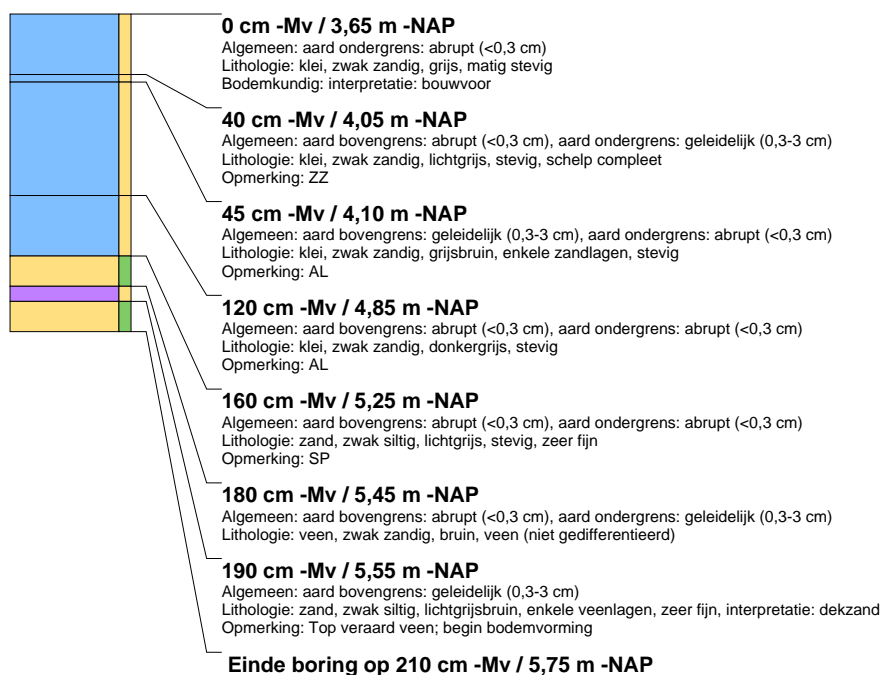 0 cm -Mv / 3,65 m -NAP
Algemeen: aard ondergrens: abrupt (<0,3 cm)
Lithologie: klei, zwak zandig, grijs, matig stevig
Bodemkundig: interpretatie: bouwvoor
40 cm -Mv / 4,05 m -NAP
Algemeen: aard bovengrens: abrupt (<0,3 cm), aard ondergrens: geleidelijk (0,3-3 cm)
Lithologie: klei, zwak zandig, lichtgrijs, stevig, schelp compleet
Opmerking: ZZ
45 cm -Mv / 4,10 m -NAP
Algemeen: aard bovengrens: geleidelijk (0,3-3 cm), aard ondergrens: abrupt (<0,3 cm)
Lithologie: klei, zwak zandig, grijsbruin, enkele zandlagen, stevig
Opmerking: AL
120 cm -Mv / 4,85 m -NAP
Algemeen: aard bovengrens: abrupt (<0,3 cm), aard ondergrens: abrupt (<0,3 cm)
Lithologie: klei, zwak zandig, donkergrijs, stevig
Opmerking: AL
160 cm -Mv / 5,25 m -NAP
Algemeen: aard bovengrens: abrupt (<0,3 cm), aard ondergrens: abrupt (<0,3 cm)
Lithologie: zand, zwak siltig, lichtgrijs, stevig, zeer fijn
Opmerking: SP
180 cm -Mv / 5,45 m -NAP
Algemeen: aard bovengrens: abrupt (<0,3 cm), aard ondergrens: geleidelijk (0,3-3 cm)
Lithologie: veen, zwak zandig, bruin, veen (niet gedifferentieerd)
190 cm -Mv / 5,55 m -NAP
Algemeen: aard bovengrens: geleidelijk (0,3-3 cm)
Lithologie: zand, zwak siltig, lichtgrijsbruin, enkele veenlagen, zeer fijn, interpretatie: dekzand
Opmerking: Top veraard veen; begin bodemvorming
Einde boring op 210 cm -Mv / 5,75 m -NAP